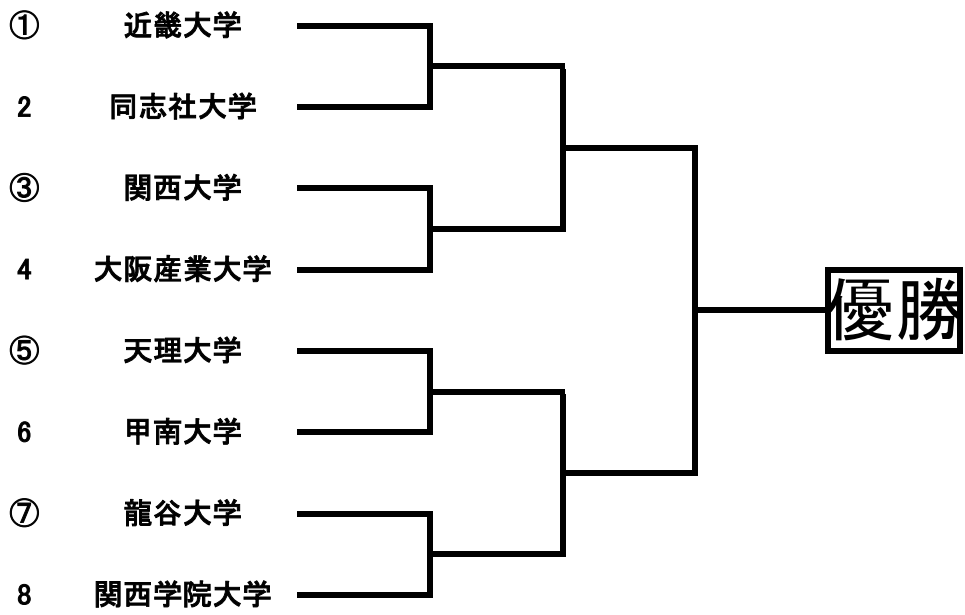 ① 近畿大学
2 同志社大学
③ 関西大学
4 大阪産業大学
⑤ 天理大学
6 甲南大学
⑦ 龍谷大学
8 関西学院大学
優勝